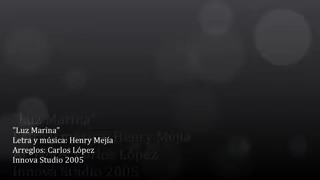 "Luz Marina"
Letra y música: Henry Mejía
Arreglos: Carlos López
Innova Studio 2005